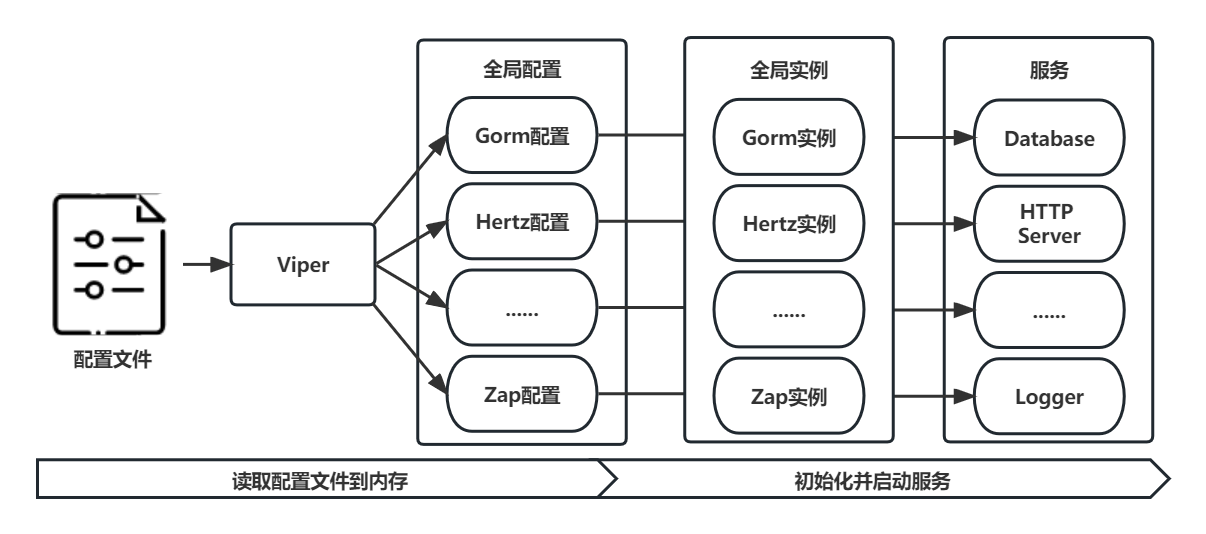 配置文件
Viper
全局配置
Gorm配置
Hertz配置
......
Zap配置
全局实例
Gorm实例
Hertz实例
......
Zap实例
服务
Database
HTTP
Server
......
Logger
读取配置文件到内存
初始化并启动服务